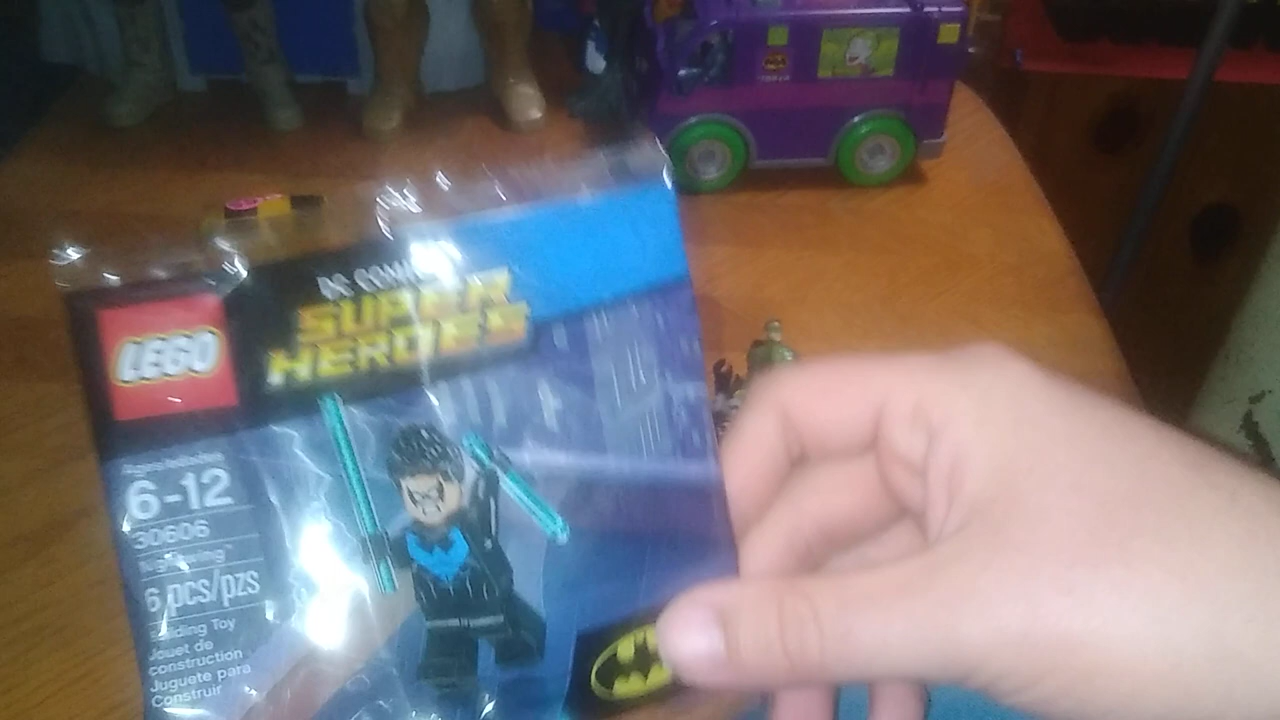 LEGO
DC COMICS
SUPER
HEROES
6-12
30606
Nightwing™
6 pcs/pzs
Building Toy
Jouet de
construction
Juguete para
Construir